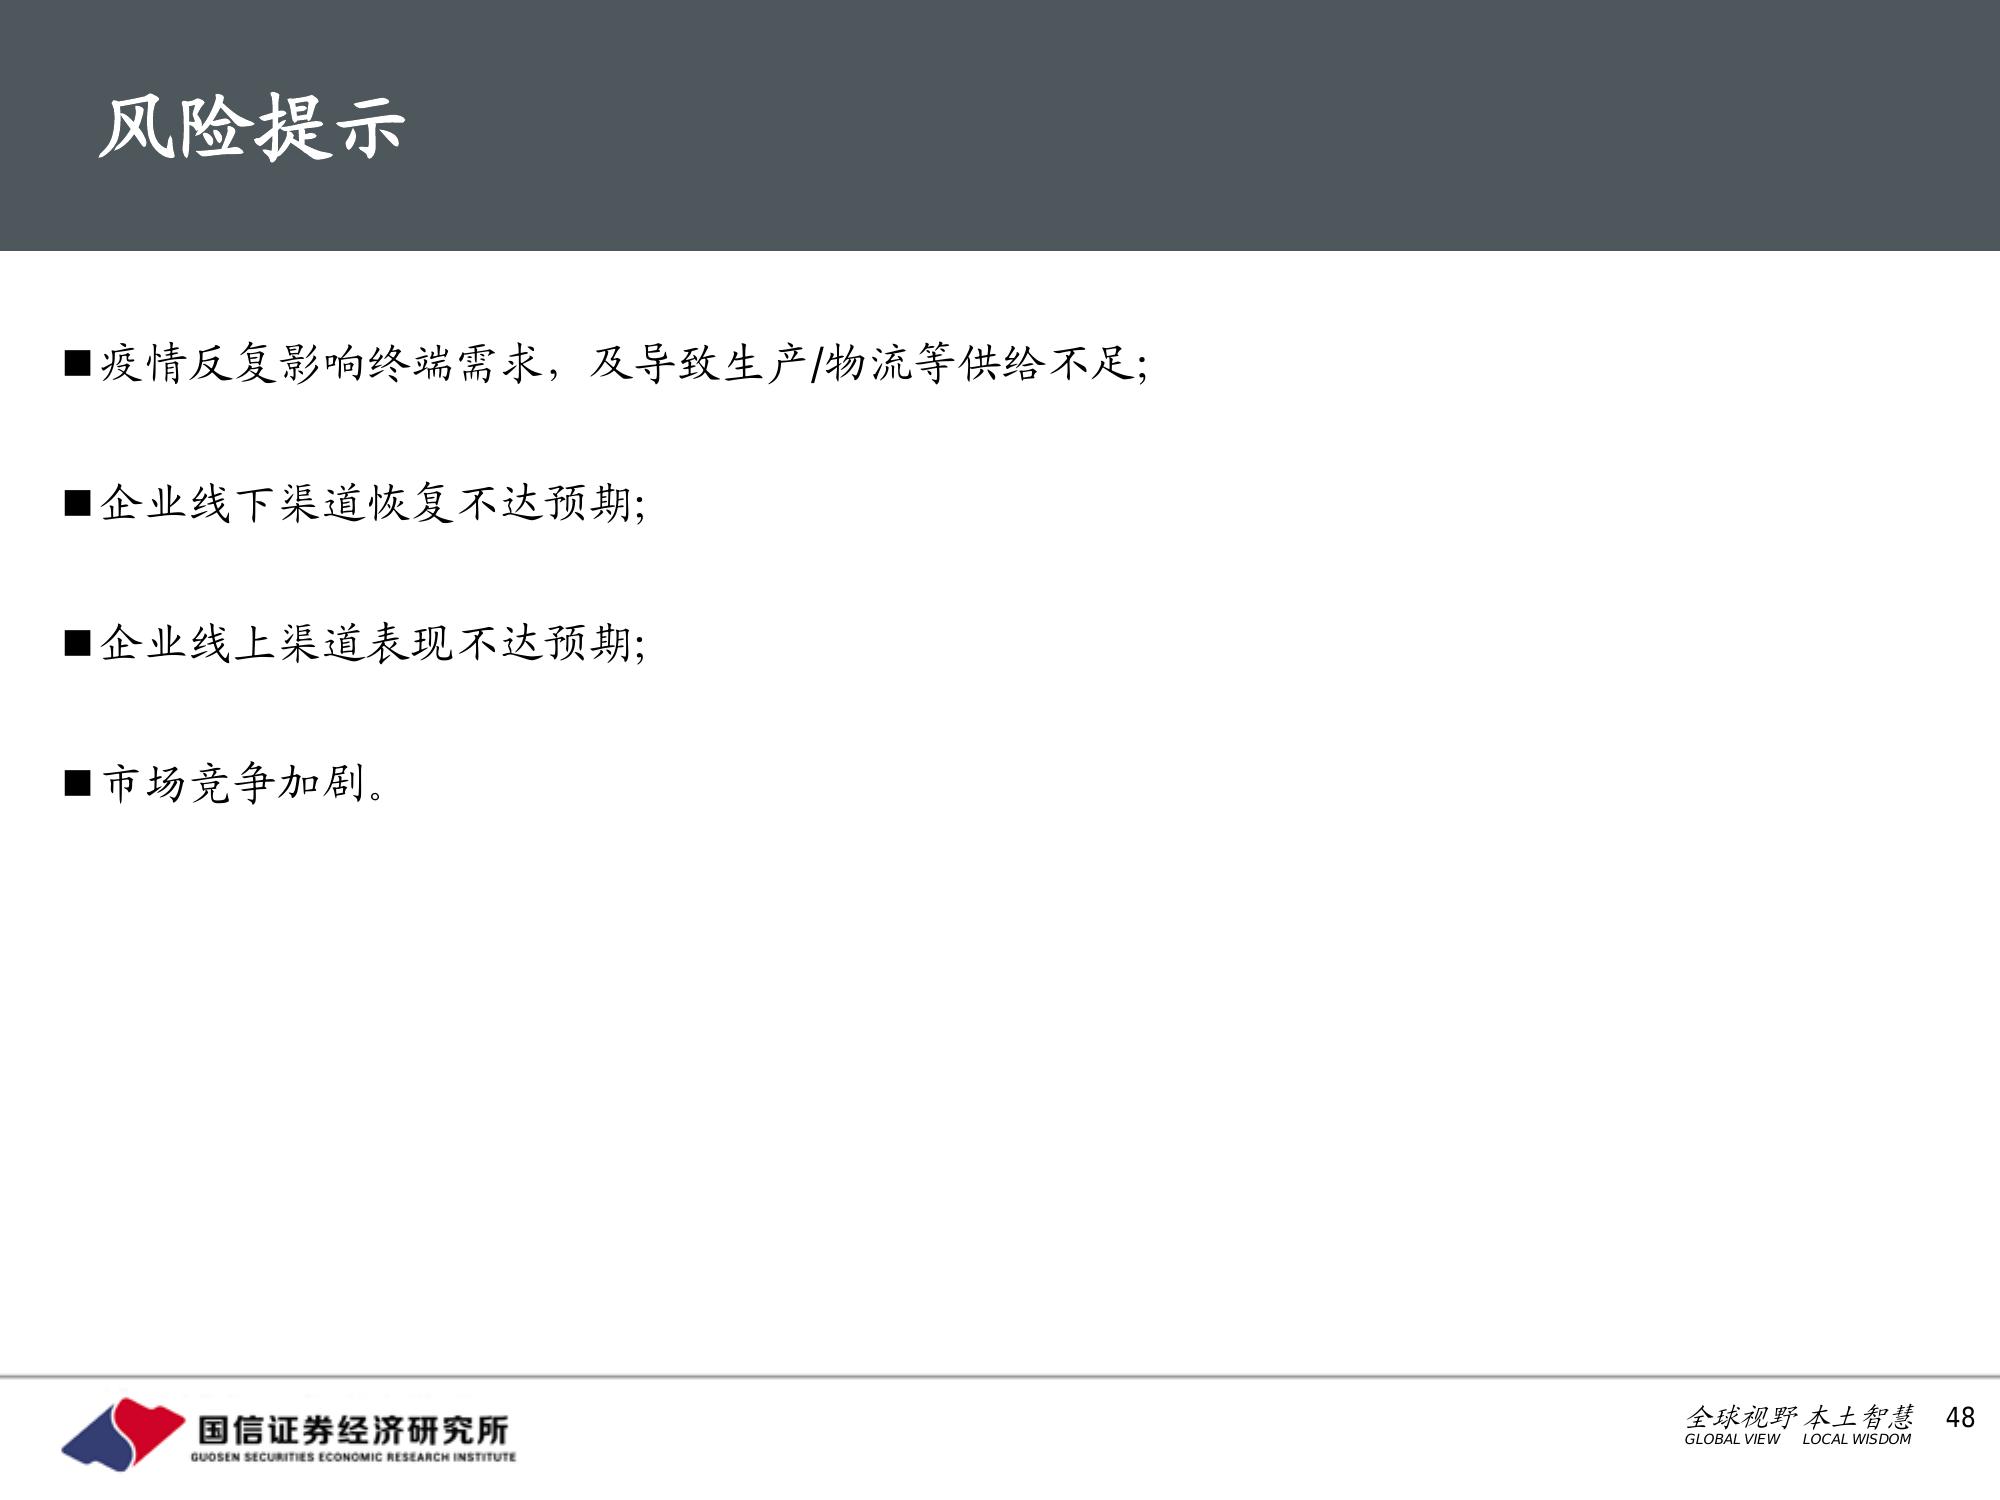 风险提示
■疫情反复影响终端需求，及导致生产/物流等供给不足；
■企业线下渠道恢复不达预期；
■企业线上渠道表现不达预期；
■市场竞争加剧。
国信证券经济研究所
GUOSEN SECURITIES ECONOMIC RESEARCH INSTITUTE
全球视野 本土智慧 48
GLOBAL VIEW LOCAL WISDOM